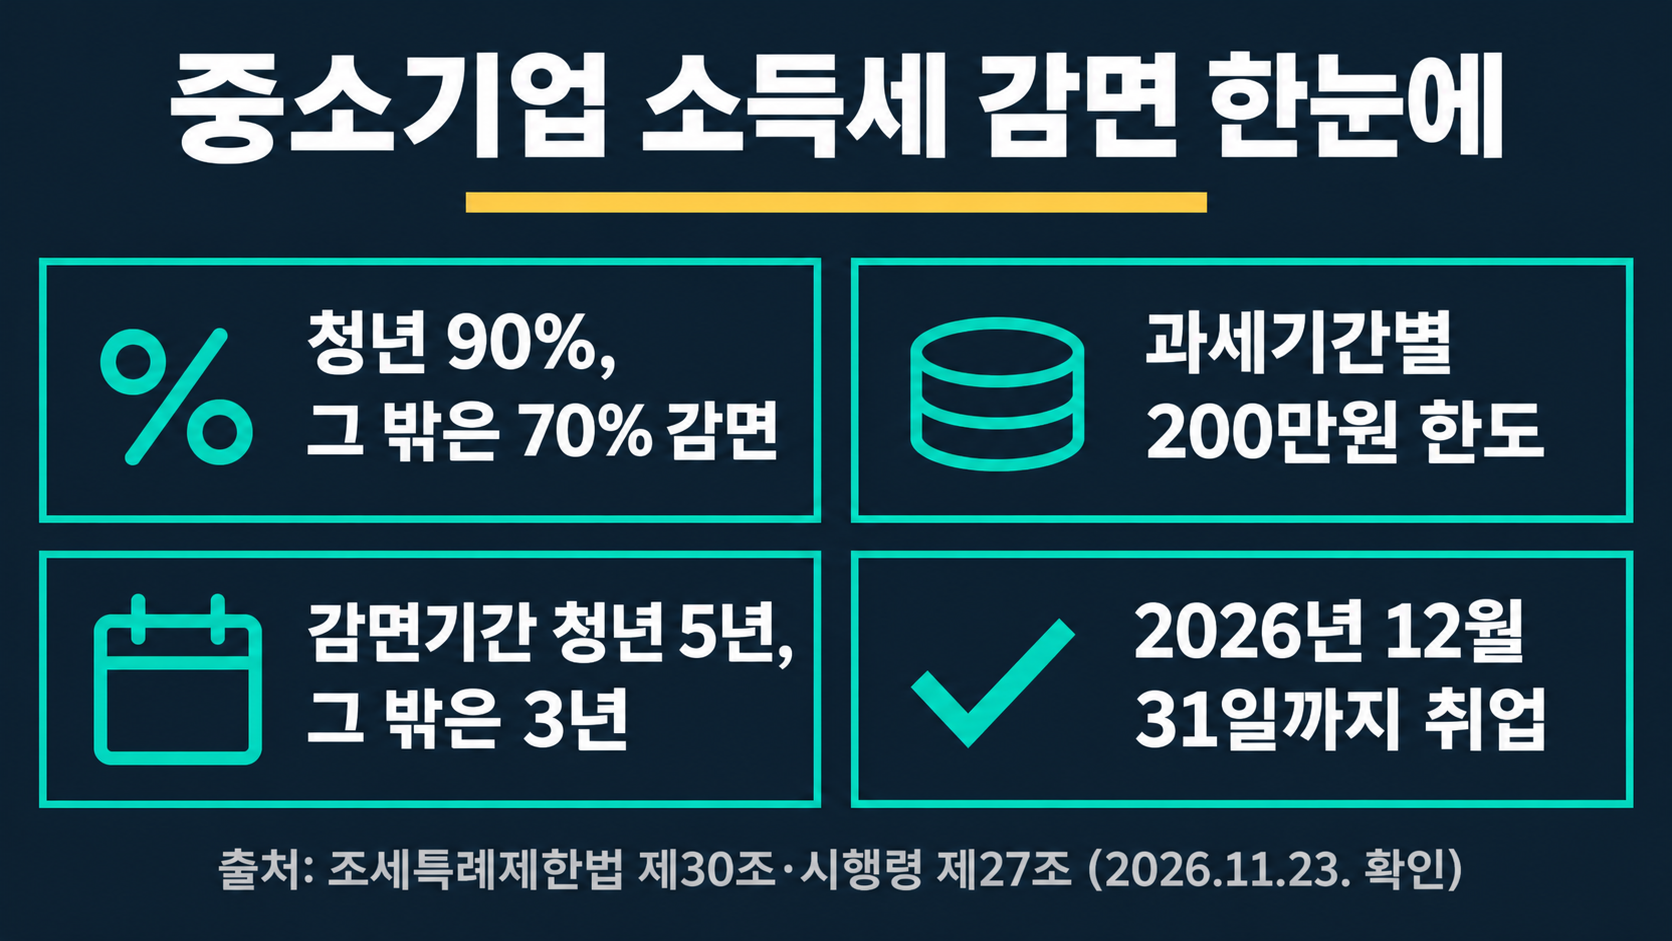 중소기업 소득세 감면 한눈에
청년 90%,
그 밖은 70% 감면
과세기간별
200만원 한도
감면기간 청년 5년,
그 밖은 3년
2026년 12월
31일까지 취업
출처: 조세특례제한법 제30조·시행령 제27조 (2026.11.23. 확인)